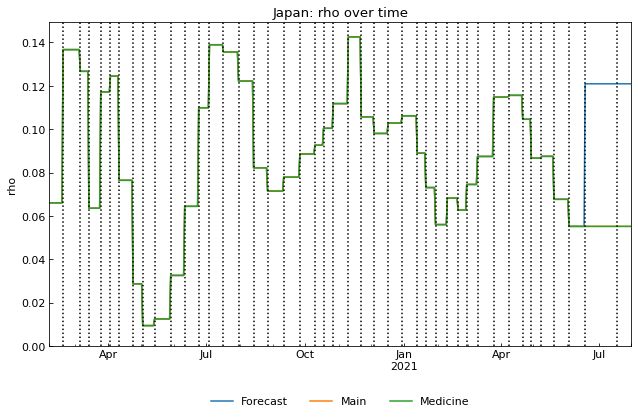 Japan: rho over time
rho
0.14
0.12
0.10
0.08
0.06
0.04
0.02
0.00
Apr Jul Oct Jan Apr Jul
2021
Forecast Main Medicine